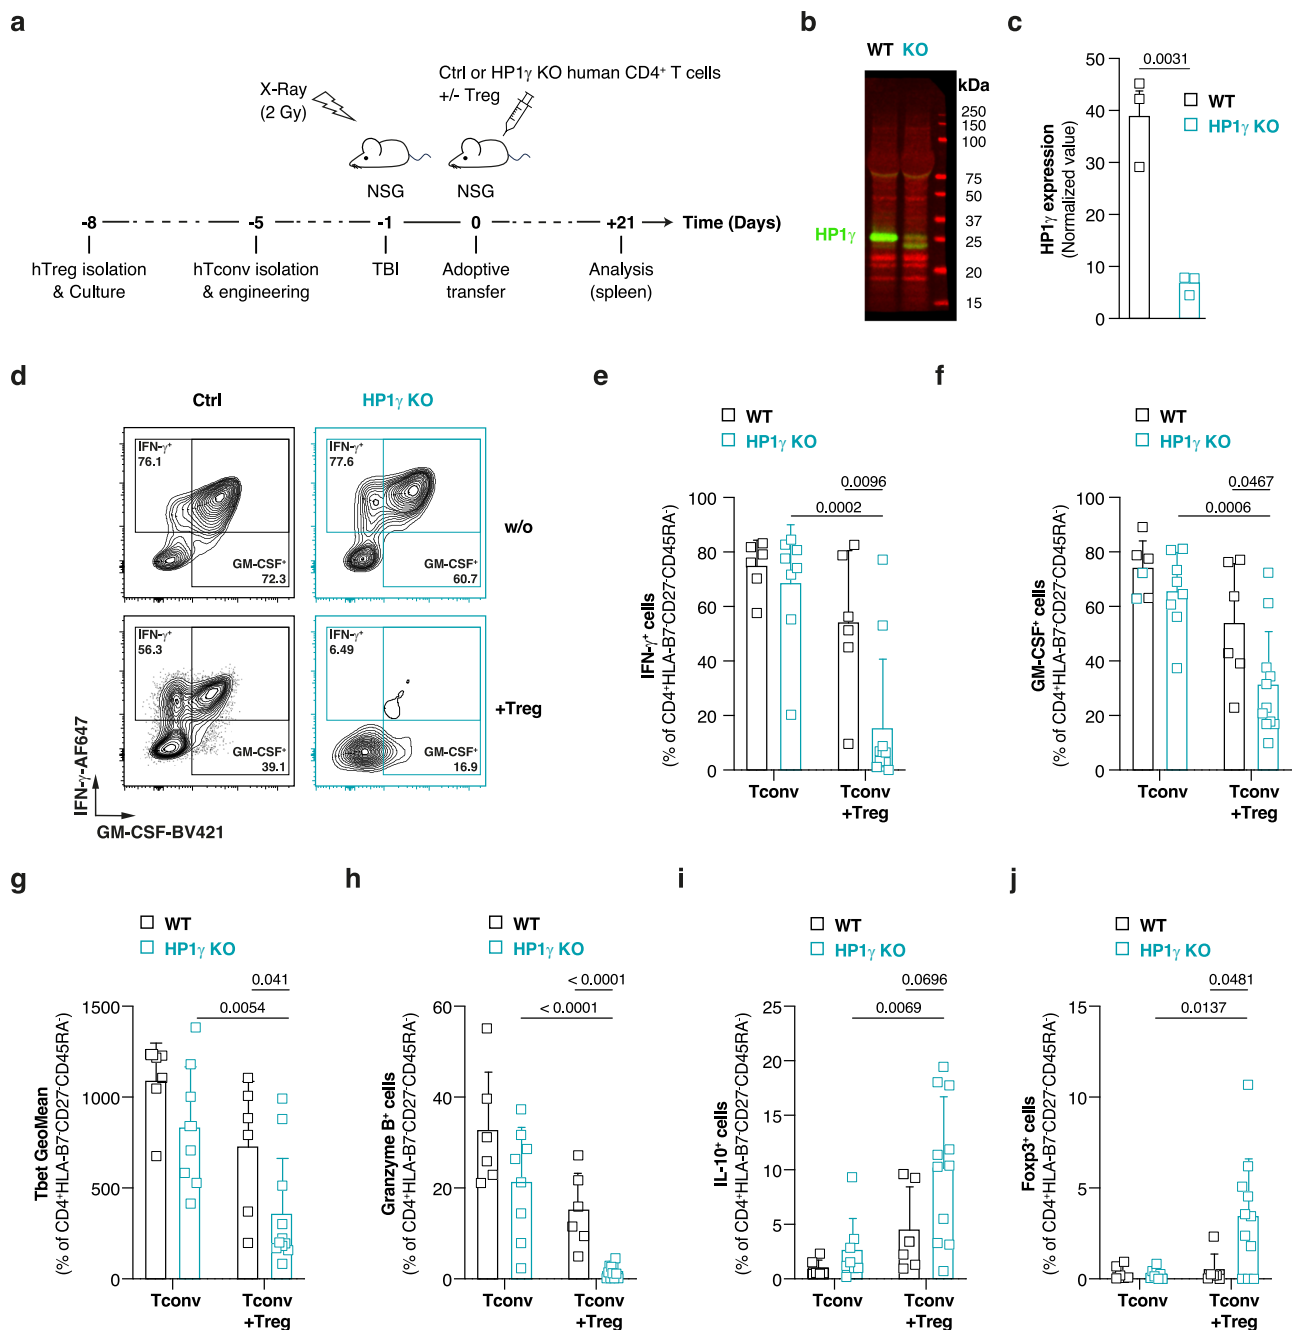 a
X-Ray
(2 Gy)
Ctrl or HP1γ KO human CD4⁺ T cells
+/- Treg
NSG
NSG
-8
-5
-1
0
+21
Time (Days)
hTreg isolation
& Culture
hTconv isolation
& engineering
TBI
Adoptive
transfer
Analysis
(spleen)
b
WT KO
kDa
250
150
100
75
50
37
25
20
15
HP1γ
c
50
40
30
20
10
0
HP1γ expression
(Normalized value)
0.0031
WT
HP1γ KO
d
Ctrl
HP1γ KO
IFN-γ⁺
76.1
GM-CSF⁺
72.3
IFN-γ⁺
77.6
GM-CSF⁺
60.7
w/o
IFN-γ⁺
56.3
GM-CSF⁺
39.1
IFN-γ⁺
6.49
GM-CSF⁺
16.9
+Treg
IFN-γ-AF647
GM-CSF-BV421
e
WT
HP1γ KO
0.0096
0.0002
100
80
60
40
20
0
IFN-γ⁺ cells
(% of CD4⁺HLA-B7⁻CD27⁻CD45RA⁻)
Tconv
Tconv
+Treg
f
WT
HP1γ KO
0.0467
0.0006
100
80
60
40
20
0
GM-CSF⁺ cells
(% of CD4⁺HLA-B7⁻CD27⁻CD45RA⁻)
Tconv
Tconv
+Treg
g
WT
HP1γ KO
0.041
0.0054
1500
1000
500
0
Tbet GeoMean
(% of CD4⁺HLA-B7⁻CD27⁻CD45RA⁻)
Tconv
Tconv
+Treg
h
WT
HP1γ KO
< 0.0001
< 0.0001
60
40
20
0
Granzyme B⁺ cells
(% of CD4⁺HLA-B7⁻CD27⁻CD45RA⁻)
Tconv
Tconv
+Treg
i
WT
HP1γ KO
0.0696
0.0069
25
20
15
10
5
0
IL-10⁺ cells
(% of CD4⁺HLA-B7⁻CD27⁻CD45RA⁻)
Tconv
Tconv
+Treg
j
WT
HP1γ KO
0.0481
0.0137
15
10
5
0
Foxp3⁺ cells
(% of CD4⁺HLA-B7⁻CD27⁻CD45RA⁻)
Tconv
Tconv
+Treg